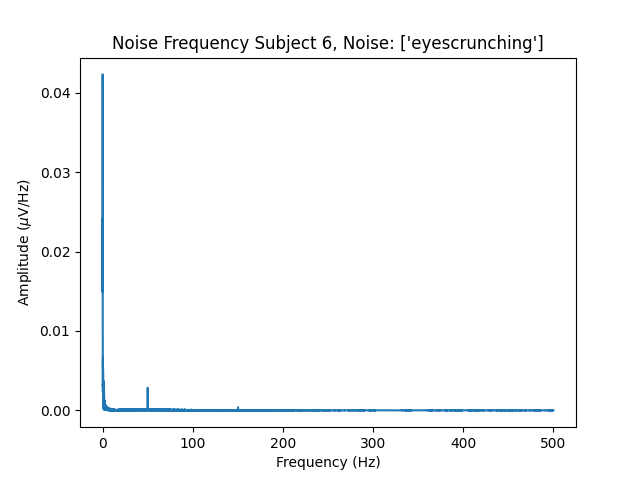 Noise Frequency Subject 6, Noise: ['eyescrunching']
Amplitude (μV/Hz)
0.04
0.03
0.02
0.01
0.00
0 100 200 300 400 500
Frequency (Hz)